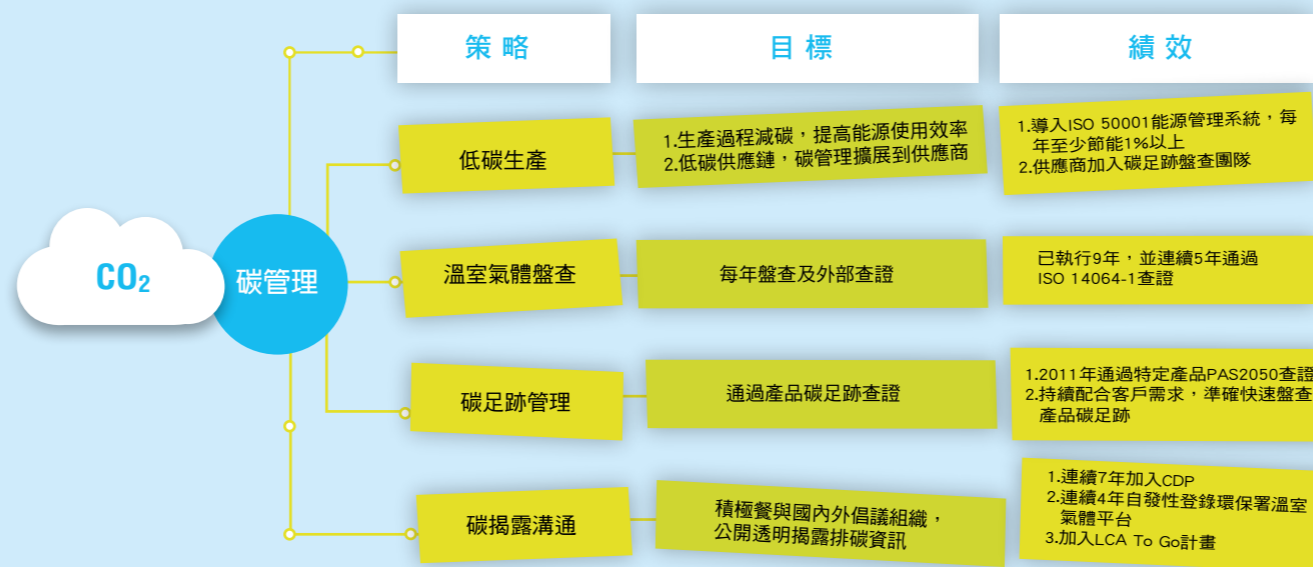 策略
目標
績效
CO₂
碳管理
低碳生產
1.生產過程減碳，提高能源使用效率
2.低碳供應鏈，碳管理擴展到供應商
1.導入ISO 50001能源管理系統，每
年至少節能1%以上
2.供應商加入碳足跡盤查團隊
溫室氣體盤查
每年盤查及外部查證
已執行9年，並連續5年通過
ISO 14064-1查證
碳足跡管理
通過產品碳足跡查證
1.2011年通過特定產品PAS2050查證
2.持續配合客戶需求，準確快速盤查
產品碳足跡
碳揭露溝通
積極餐與國內外倡議組織，
公開透明揭露排碳資訊
1.連續7年加入CDP
2.連續4年自發性登錄環保署溫室
氣體平台
3.加入LCA To Go計畫